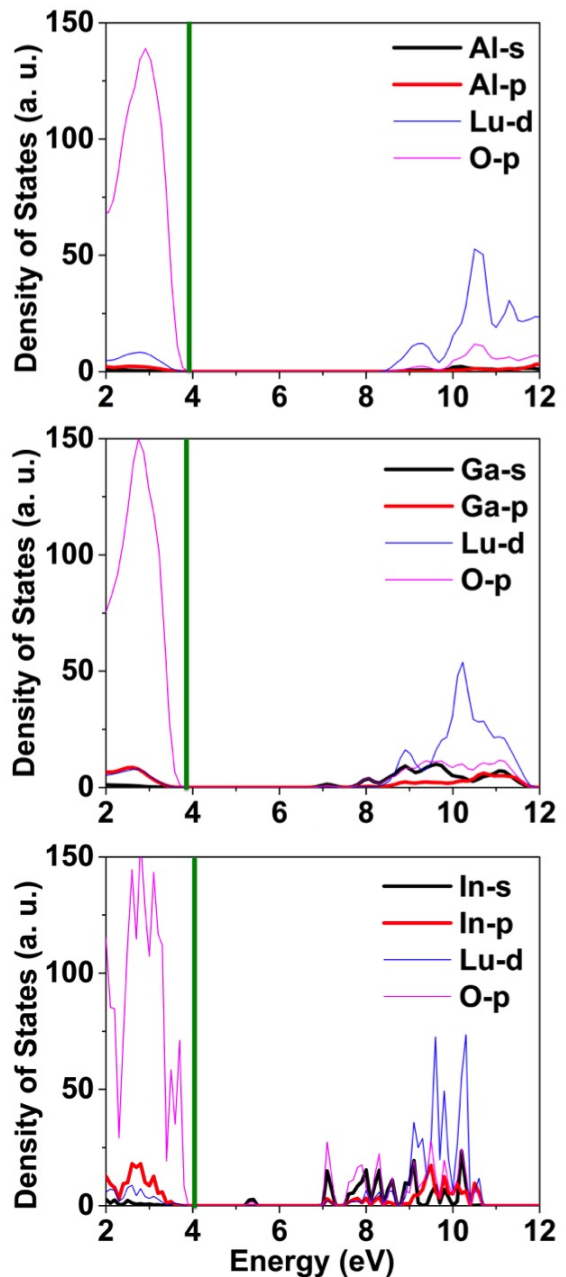 150
100
50
0
2 4 6 8 10 12
Density of States (a. u.)
Al-s
Al-p
Lu-d
O-p
150
100
50
0
2 4 6 8 10 12
Density of States (a. u.)
Ga-s
Ga-p
Lu-d
O-p
150
100
50
0
2 4 6 8 10 12
Density of States (a. u.)
In-s
In-p
Lu-d
O-p
Energy (eV)